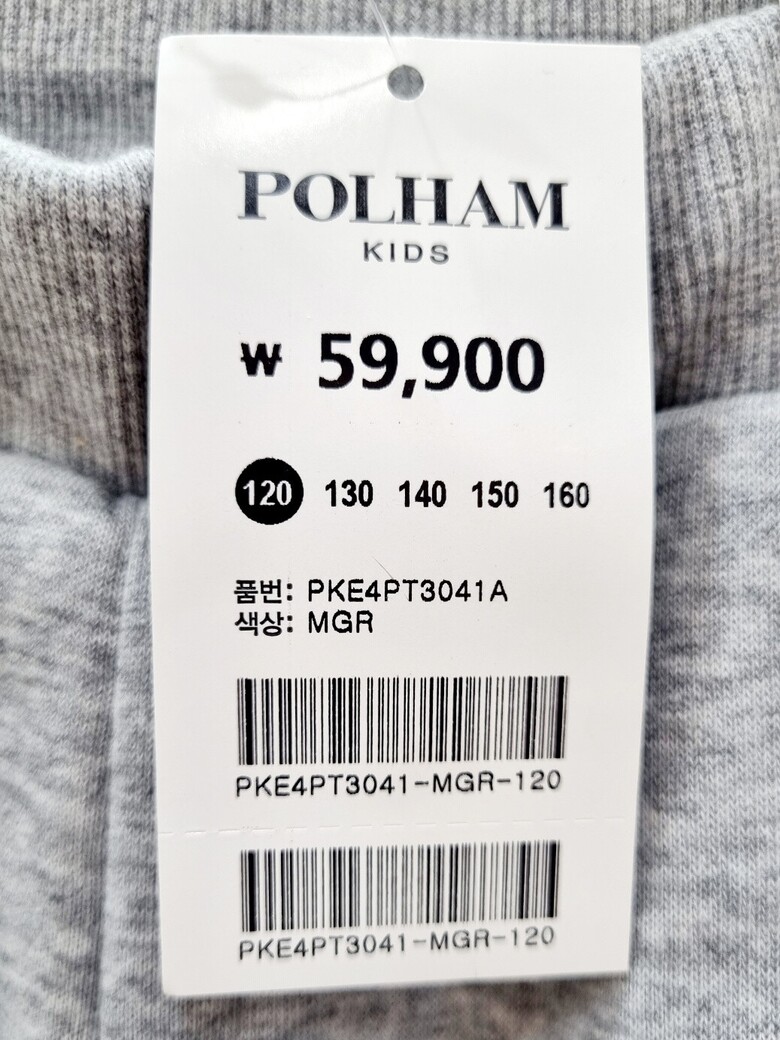 POLHAM
KIDS
₩ 59,900
120 130 140 150 160
품번: PKE4PT3041A
색상: MGR
PKE4PT3041-MGR-120
PKE4PT3041-MGR-120